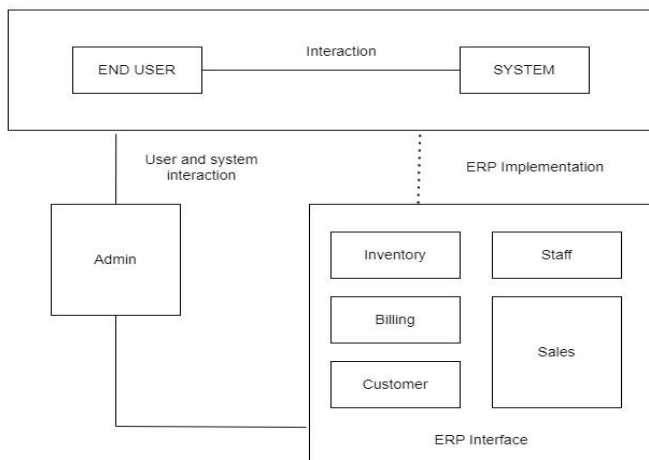 Interaction
END USER
SYSTEM
User and system
interaction
ERP Implementation
Admin
Inventory
Staff
Billing
Sales
Customer
ERP Interface